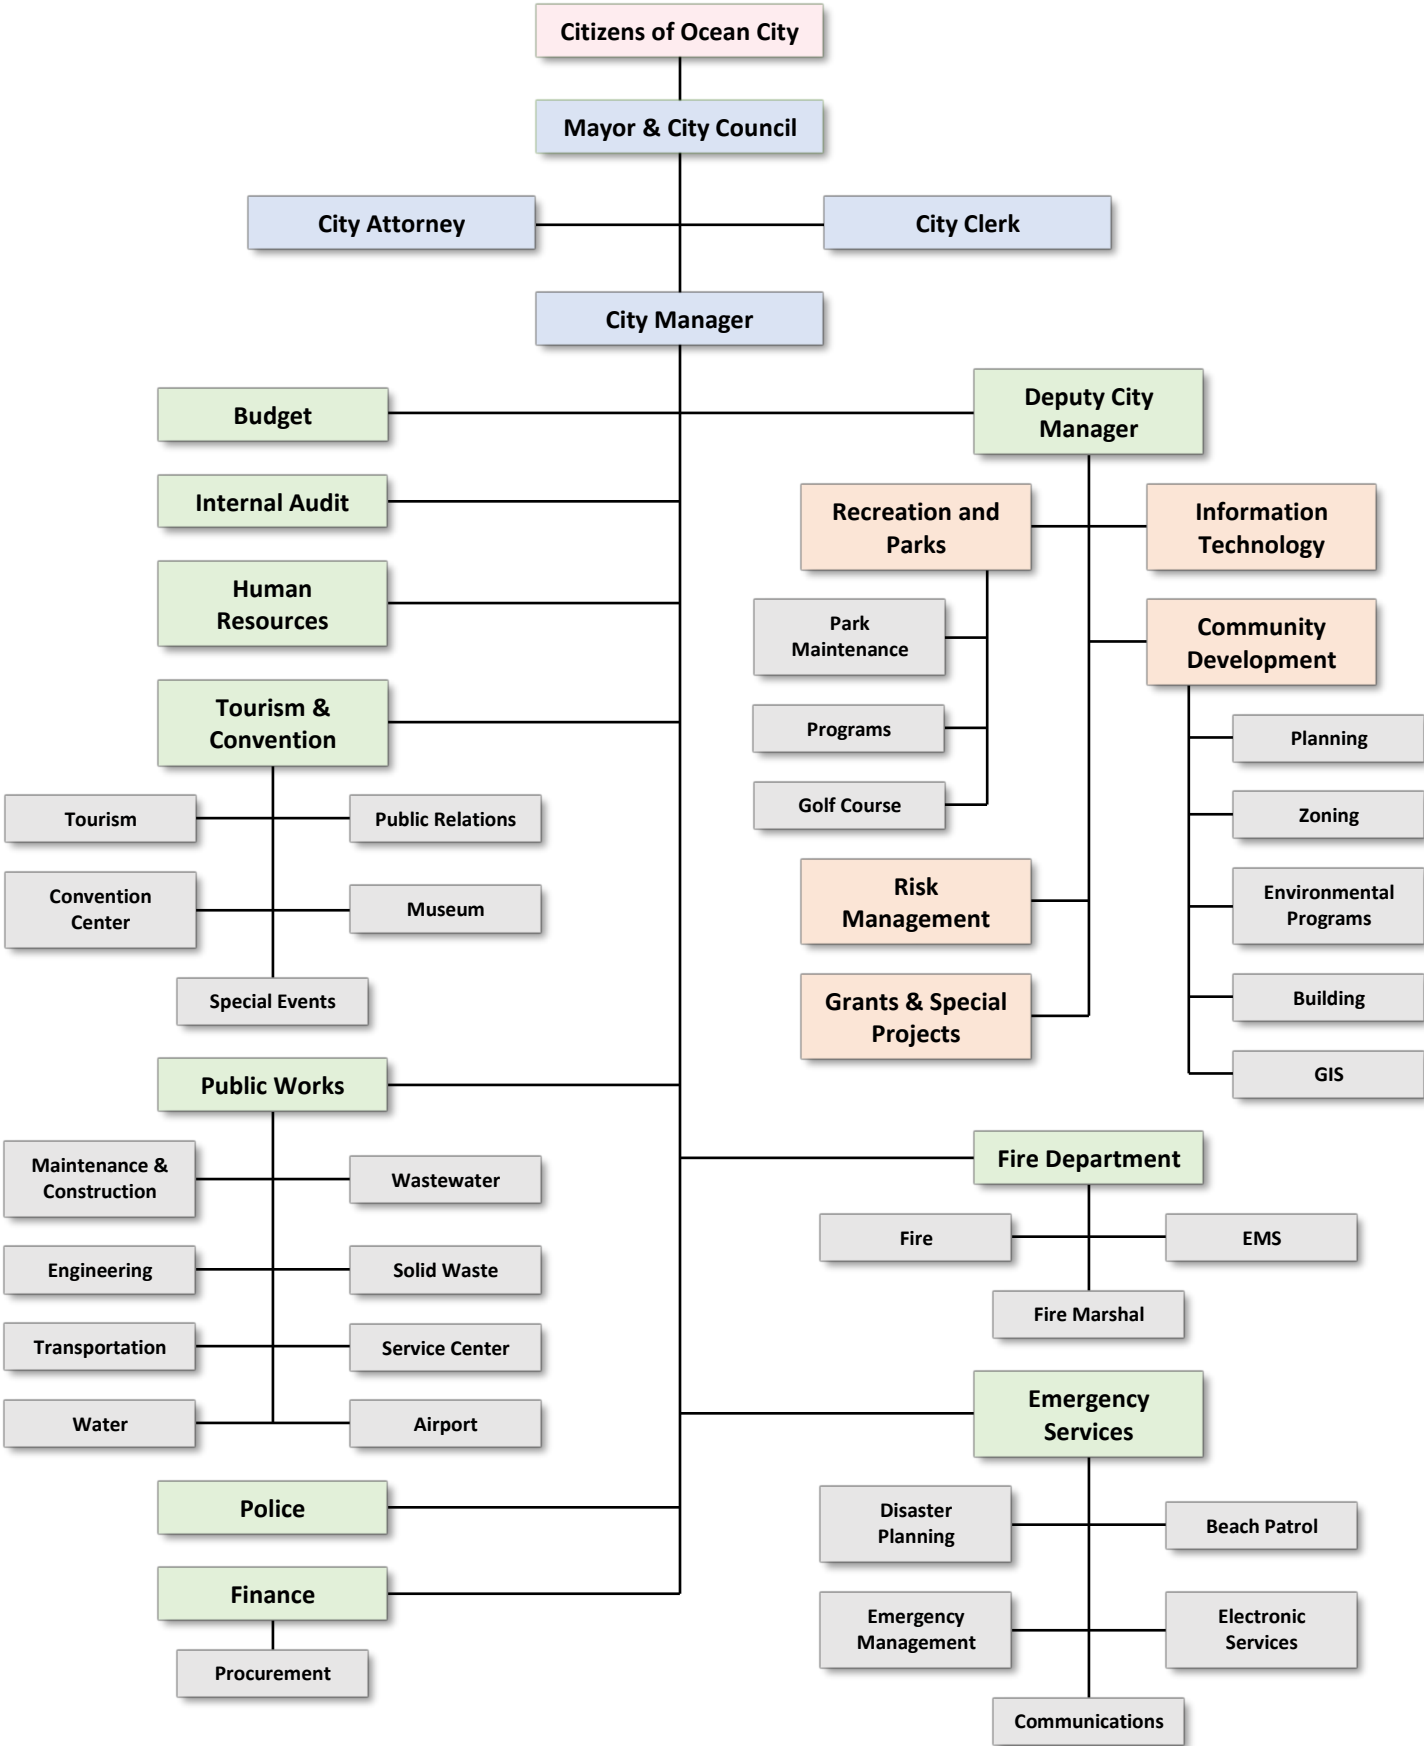 Citizens of Ocean City
Mayor & City Council
City Attorney
City Clerk
City Manager
Budget
Deputy City
Manager
Internal Audit
Recreation and
Parks
Information
Technology
Human
Resources
Park
Maintenance
Community
Development
Tourism &
Convention
Programs
Planning
Tourism
Public Relations
Golf Course
Zoning
Convention
Center
Museum
Risk
Management
Environmental
Programs
Special Events
Grants & Special
Projects
Building
GIS
Public Works
Maintenance &
Construction
Wastewater
Fire Department
Fire
EMS
Engineering
Solid Waste
Fire Marshal
Transportation
Service Center
Water
Airport
Emergency
Services
Police
Disaster
Planning
Beach Patrol
Finance
Emergency
Management
Electronic
Services
Procurement
Communications